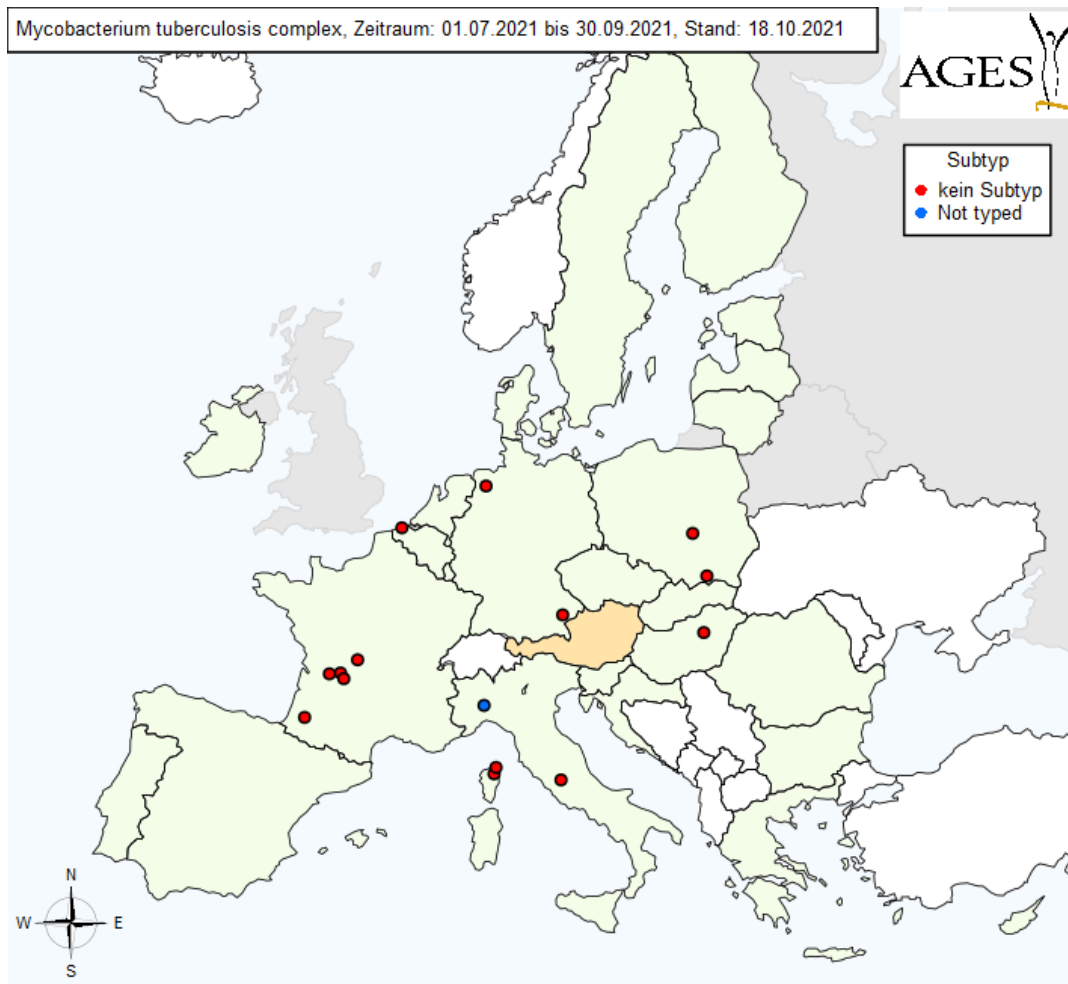 Mycobacterium tuberculosis complex, Zeitraum: 01.07.2021 bis 30.09.2021, Stand: 18.10.2021
AGES
Subtyp
kein Subtyp
Not typed
N
W E
S